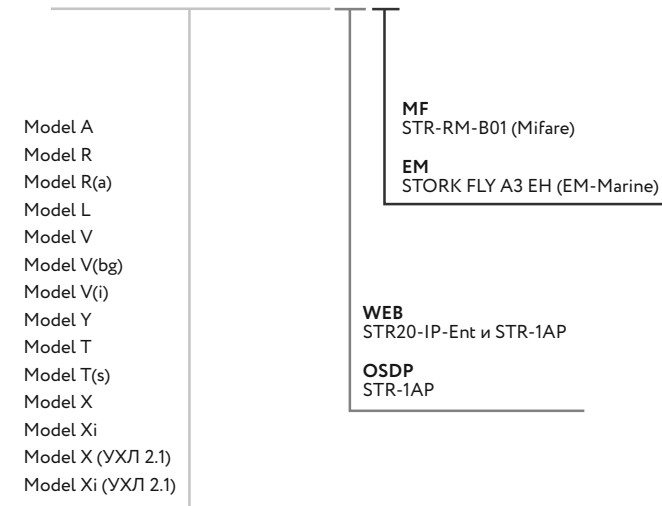 Model A
Model R
Model R(a)
Model L
Model V
Model V(bg)
Model V(i)
Model Y
Model T
Model T(s)
Model X
Model Xi
Model X (УХЛ 2.1)
Model Xi (УХЛ 2.1)
WEB
STR20-IP-Ent и STR-1AP
OSDP
STR-1AP
MF
STR-RM-B01 (Mifare)
EM
STORK FLY A3 EH (EM-Marine)